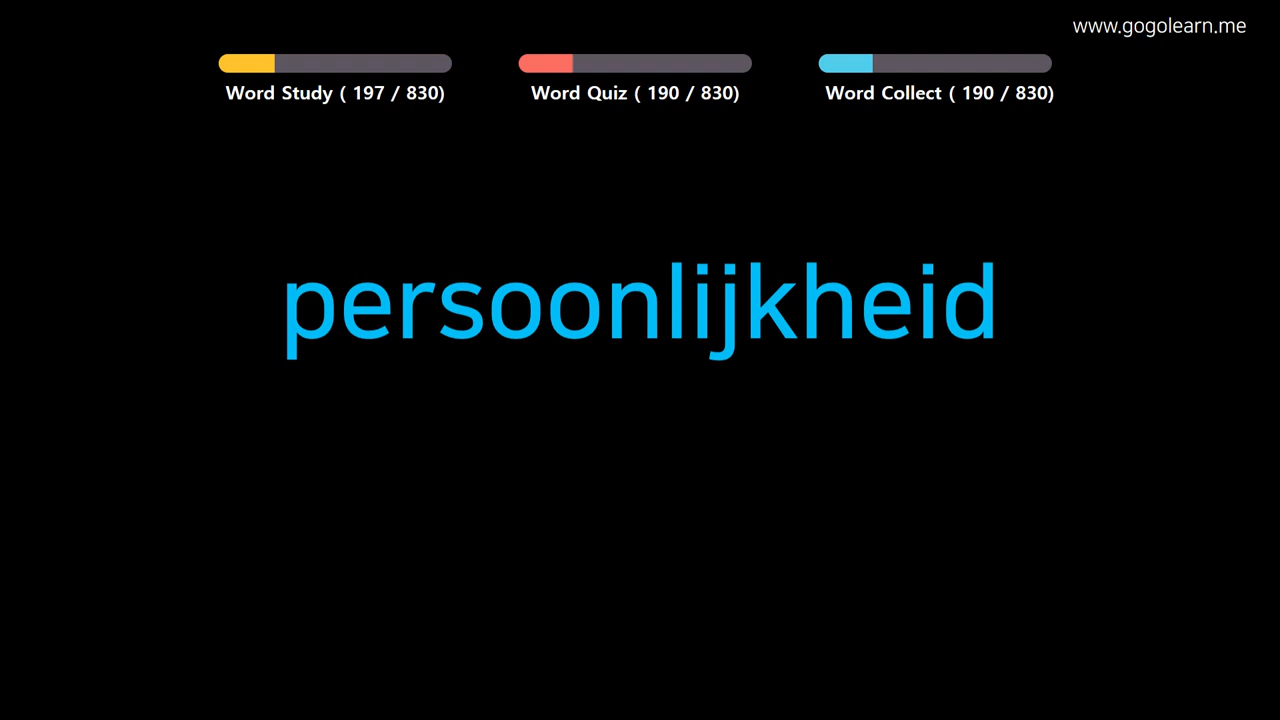 www.gogolearn.me
Word Study ( 197 / 830)
Word Quiz ( 190 / 830)
Word Collect ( 190 / 830)
persoonlijkheid